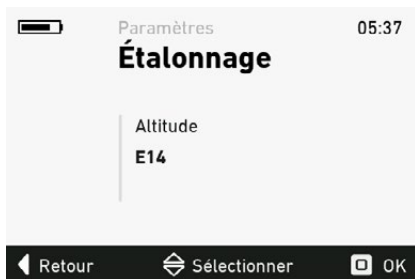 Paramètres
05:37
Étalonnage
Altitude
E14
Retour
Sélectionner
OK